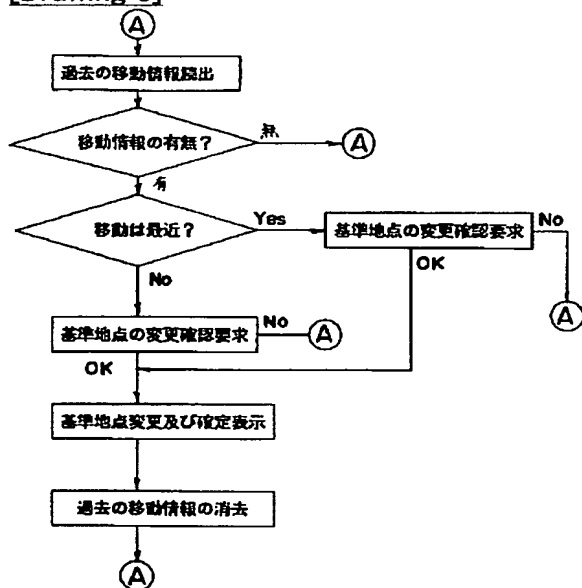 A
過去の移動情報読出
移動情報の有無？
無
A
有
移動は最近？
Yes
基準地点の変更確認要求
No
OK
A
No
基準地点の変更確認要求
No
A
OK
基準地点変更及び確定表示
過去の移動情報の消去
A